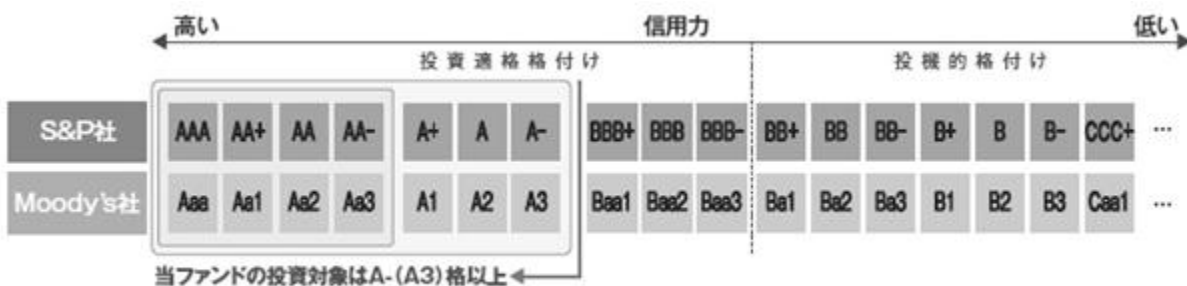 高い 信用力 低い
投資適格格付け 投機的格付け
S&P社 AAA AA+ AA AA- A+ A A- BBB+ BBB BBB- BB+ BB BB- B+ B B- CCC+ …
Moody's社 Aaa Aa1 Aa2 Aa3 A1 A2 A3 Baa1 Baa2 Baa3 Ba1 Ba2 Ba3 B1 B2 B3 Caa1 …
当ファンドの投資対象はA-(A3)格以上